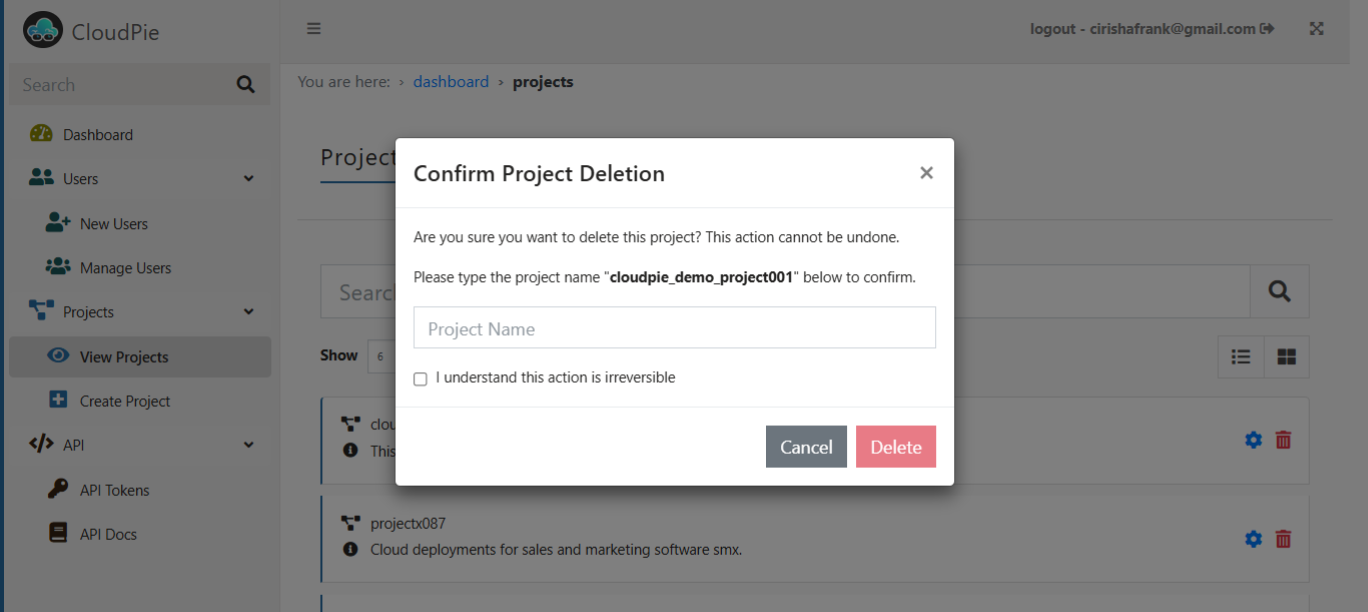 CloudPie
logout - cirishafrank@gmail.com
Search
You are here: › dashboard › projects
Dashboard
Users
New Users
Manage Users
Projects
View Projects
Create Project
API
API Tokens
API Docs
Project
Confirm Project Deletion
×
Are you sure you want to delete this project? This action cannot be undone.
Please type the project name "cloudpie_demo_project001" below to confirm.
Project Name
I understand this action is irreversible
Cancel Delete
Searc
Show 6
clou
This
projectx087
Cloud deployments for sales and marketing software smx.